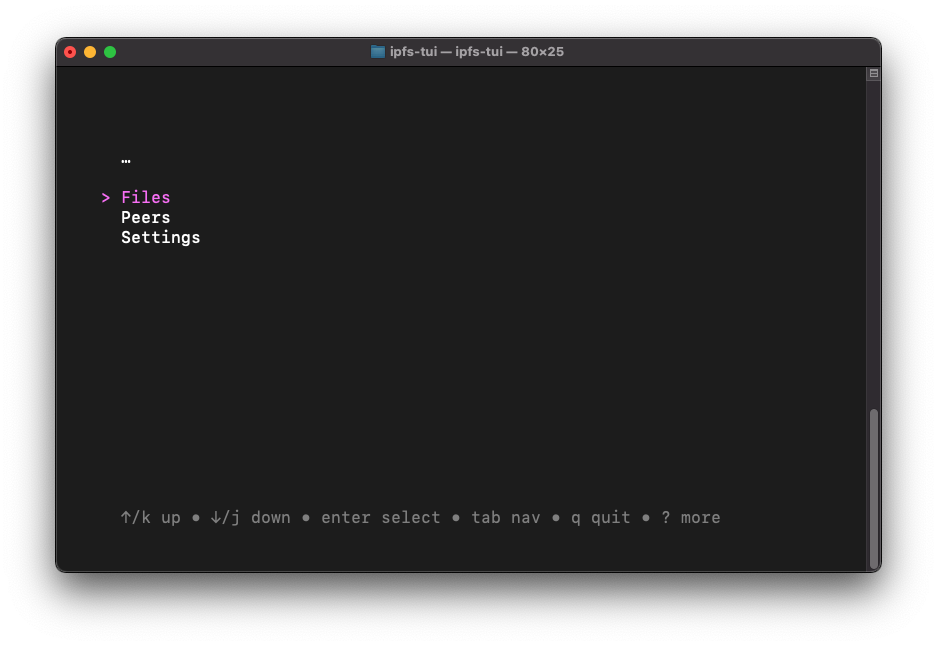 ipfs-tui — ipfs-tui — 80×25
…
> Files
Peers
Settings
↑/k up • ↓/j down • enter select • tab nav • q quit • ? more